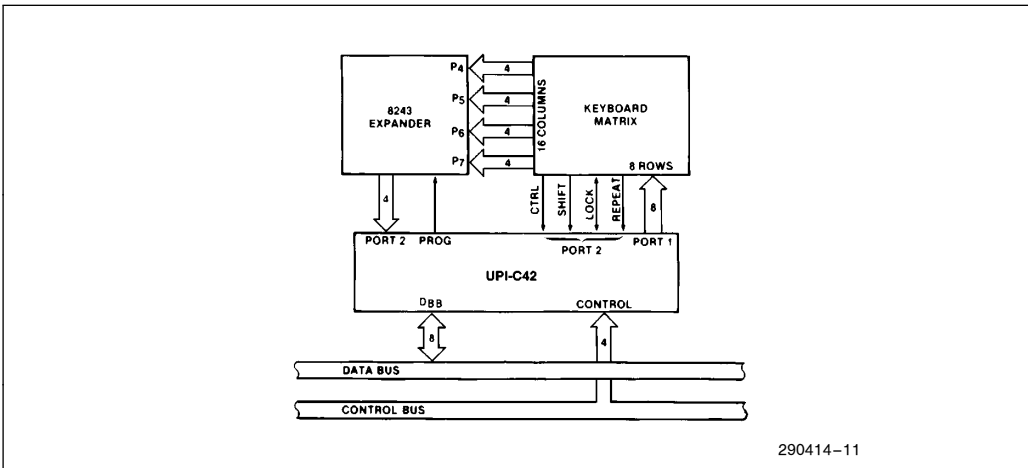 8243
EXPANDER
P4
P5
P6
P7
4
4
4
4
16 COLUMNS
KEYBOARD
MATRIX
8 ROWS
4
CTRL
SHIFT
LOCK
REPEAT
8
PORT 2
PROG
PORT 2
PORT 1
UPI-C42
DBB
CONTROL
8
4
DATA BUS
CONTROL BUS
290414-11